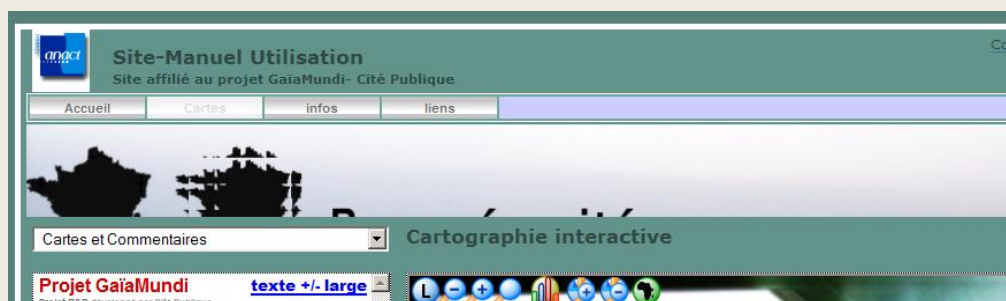 anact
Site-Manuel Utilisation
Site affilié au projet GaïaMundi- Cité Publique
Co
Accueil Cartes infos liens
Cartes et Commentaires
Cartographie interactive
Projet GaïaMundi texte +/- large
L